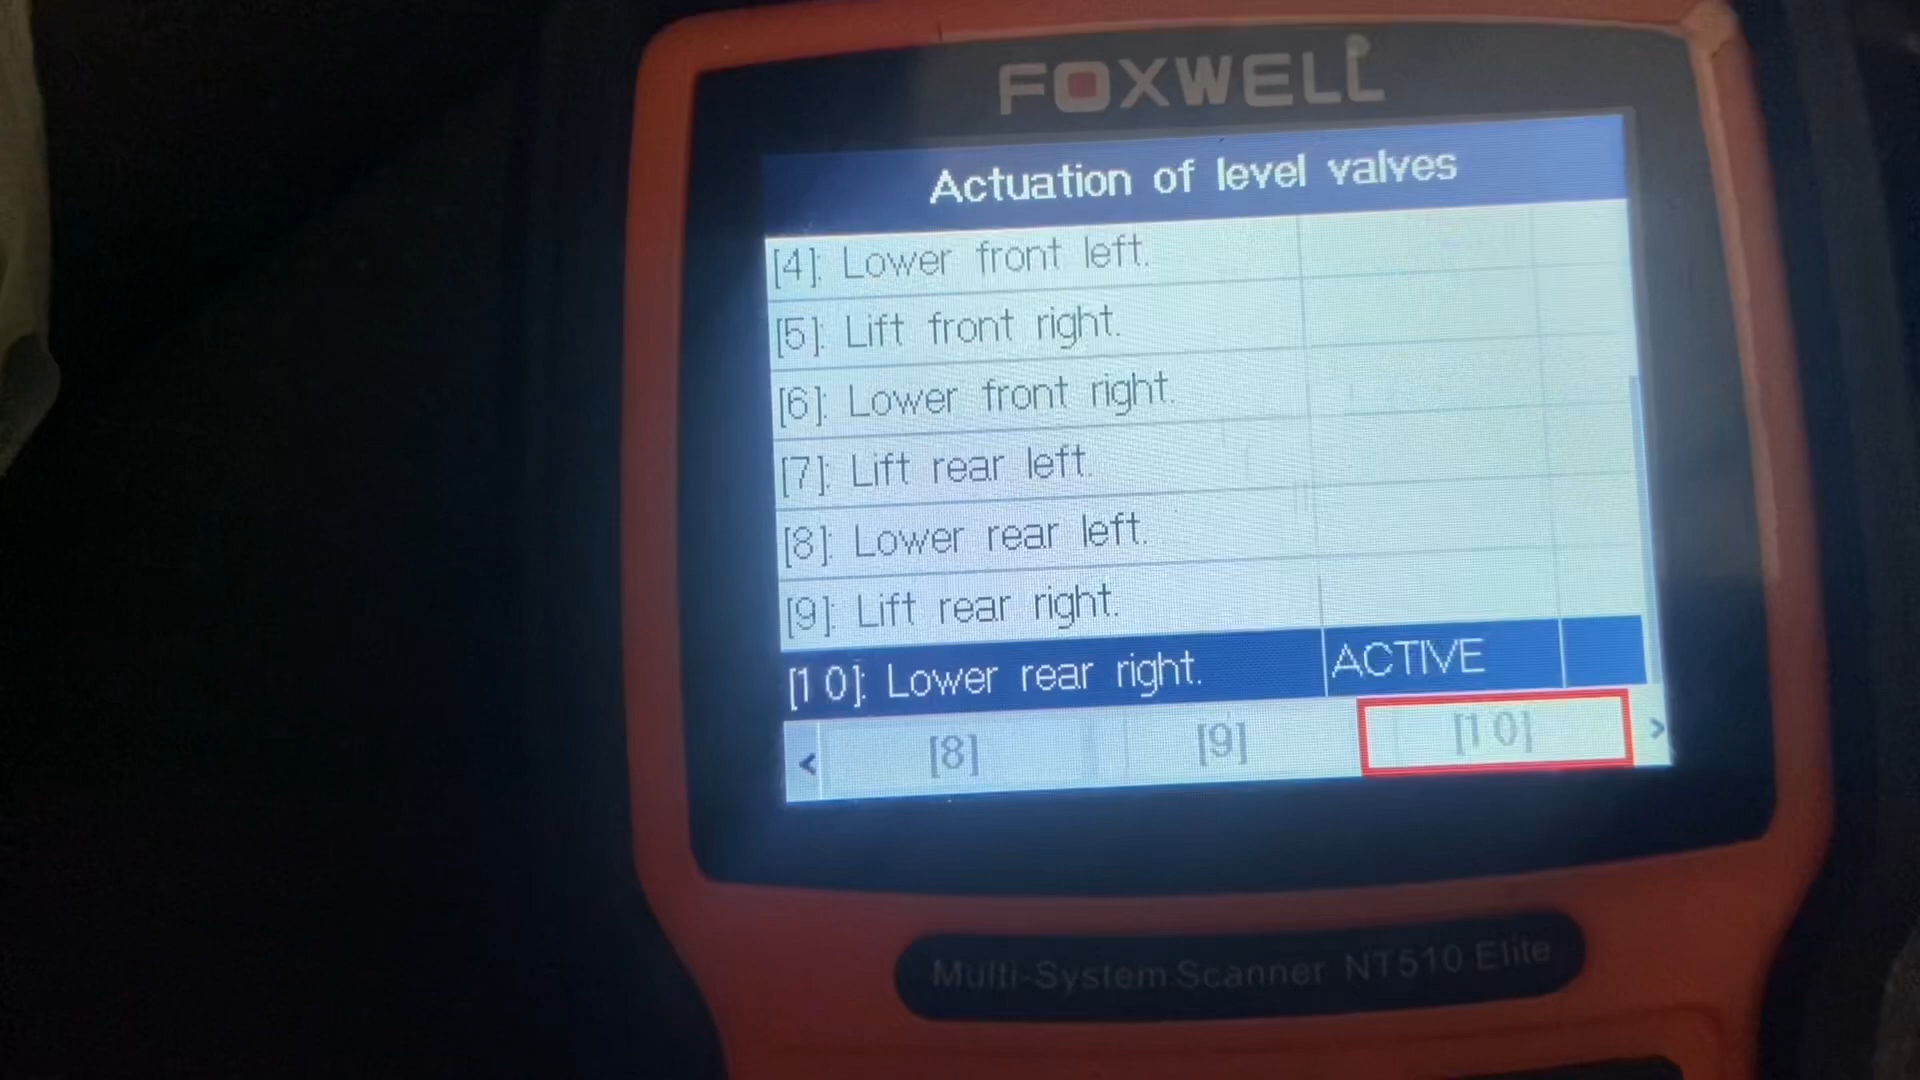 FOXWELL
Actuation of level valves
[4]: Lower front left.
[5]: Lift front right.
[6]: Lower front right.
[7]: Lift rear left.
[8]: Lower rear left.
[9]: Lift rear right.
[10]: Lower rear right. ACTIVE
< [8] [9] [10] >
Multi-System Scanner NT510 Elite